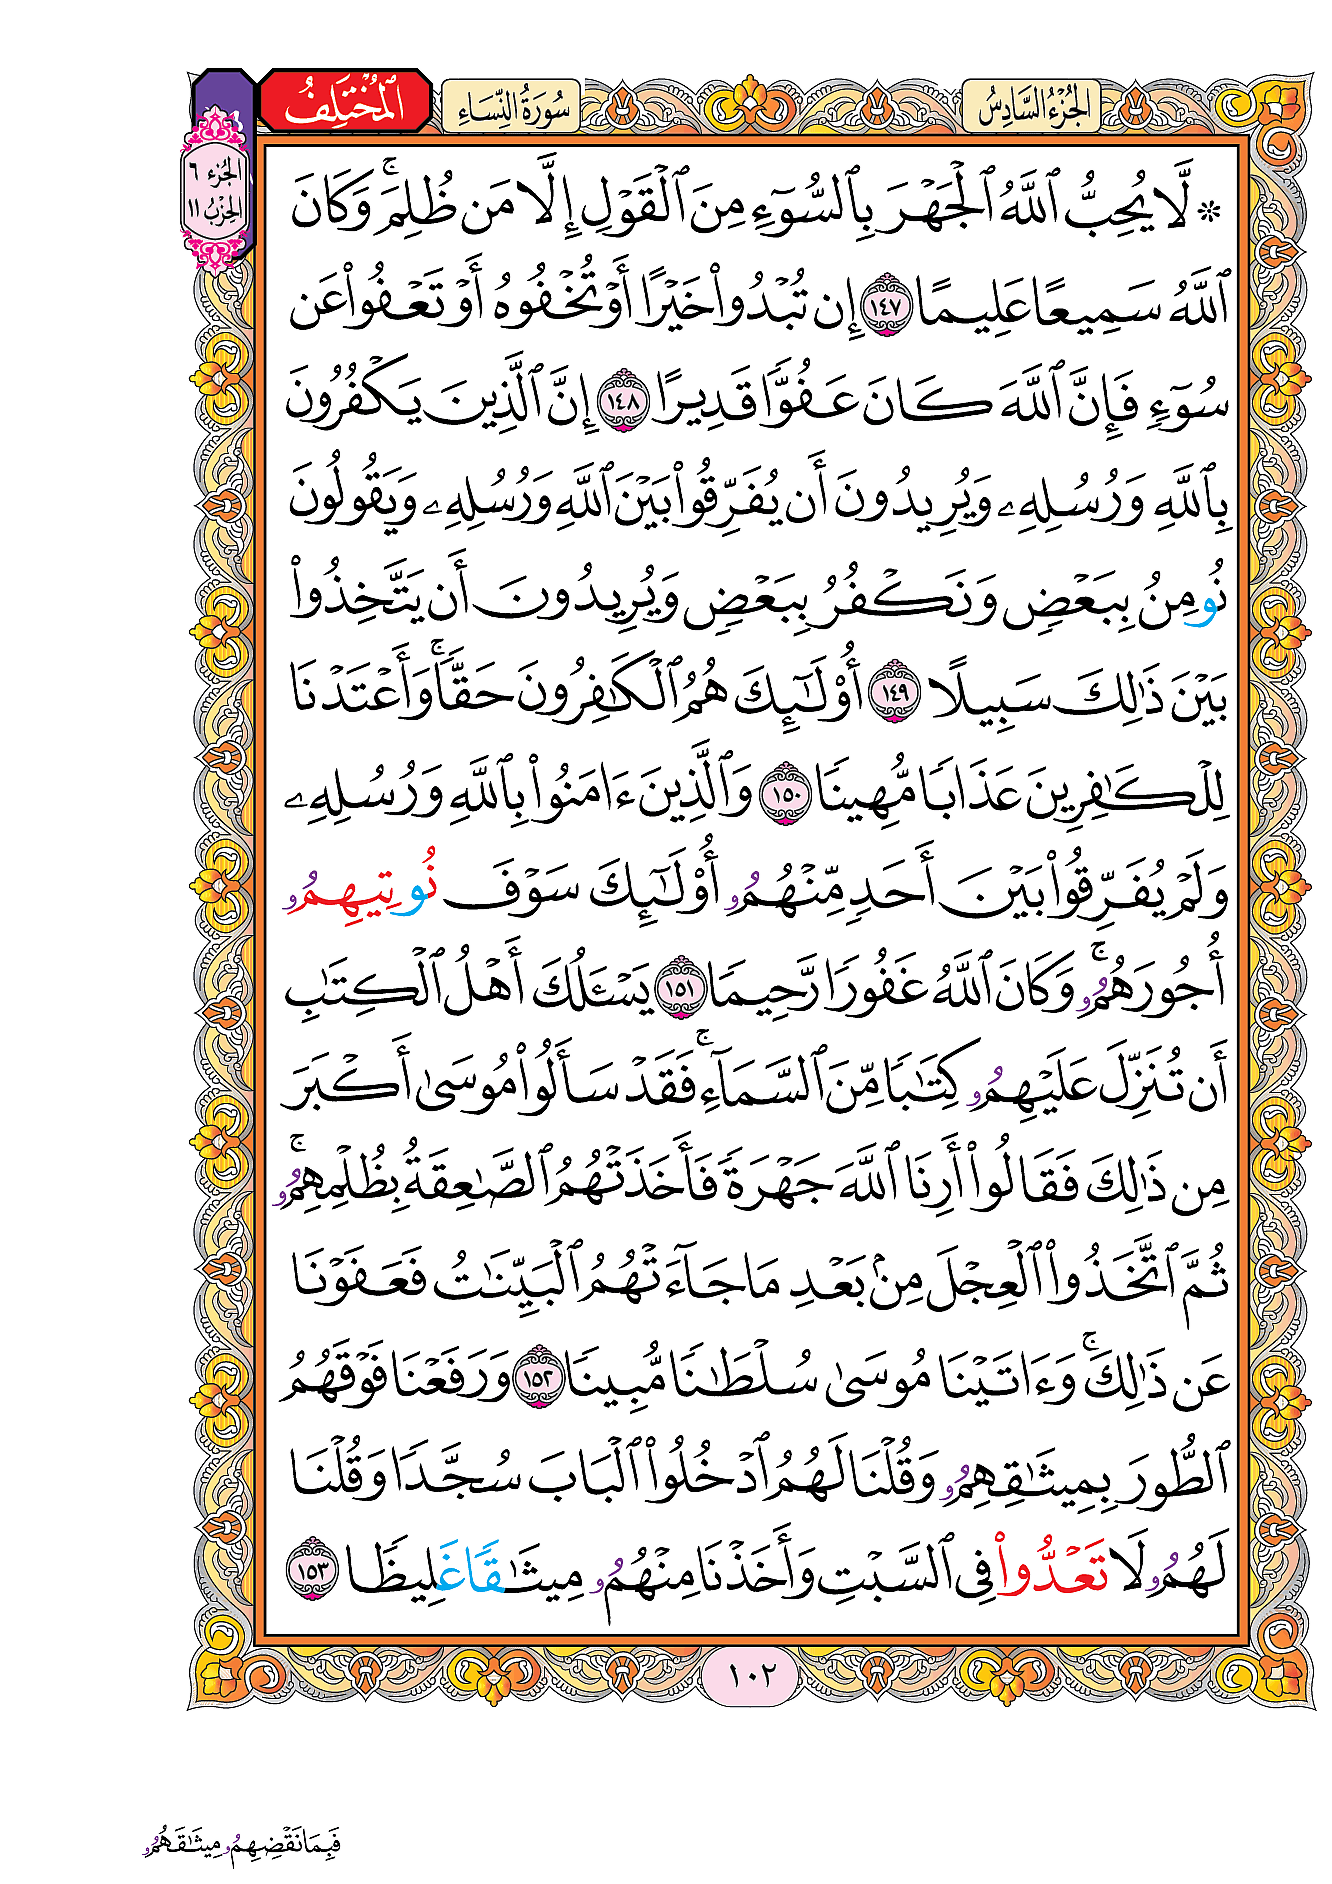 الجُزْءُ السَّادِسُ
سُورَةُ النِّسَاءِ
المُخْتَلِفُ
الجزء ٦
الحزب ١١
۞ لَّا يُحِبُّ ٱللَّهُ ٱلْجَهْرَ بِٱلسُّوٓءِ مِنَ ٱلْقَوْلِ إِلَّا مَن ظُلِمَ ۚ وَكَانَ
ٱللَّهُ سَمِيعًا عَلِيمًا ١٤٧ إِن تُبْدُوا۟ خَيْرًا أَوْ تُخْفُوهُ أَوْ تَعْفُوا۟ عَن
سُوٓءٍ فَإِنَّ ٱللَّهَ كَانَ عَفُوًّا قَدِيرًا ١٤٨ إِنَّ ٱلَّذِينَ يَكْفُرُونَ
بِٱللَّهِ وَرُسُلِهِۦ وَيُرِيدُونَ أَن يُفَرِّقُوا۟ بَيْنَ ٱللَّهِ وَرُسُلِهِۦ وَيَقُولُونَ
نُومِنُ بِبَعْضٍ وَنَكْفُرُ بِبَعْضٍ وَيُرِيدُونَ أَن يَتَّخِذُوا۟
بَيْنَ ذَٰلِكَ سَبِيلًا ١٤٩ أُو۟لَـٰٓئِكَ هُمُ ٱلْكَـٰفِرُونَ حَقًّا ۚ وَأَعْتَدْنَا
لِلْكَـٰفِرِينَ عَذَابًا مُّهِينًا ١٥٠ وَٱلَّذِينَ ءَامَنُوا۟ بِٱللَّهِ وَرُسُلِهِۦ
وَلَمْ يُفَرِّقُوا۟ بَيْنَ أَحَدٍ مِّنْهُمُۥ أُو۟لَـٰٓئِكَ سَوْفَ نُوتِيهِمُۥ
أُجُورَهُمُۥ ۚ وَكَانَ ٱللَّهُ غَفُورًا رَّحِيمًا ١٥١ يَسْـَٔلُكَ أَهْلُ ٱلْكِتَـٰبِ
أَن تُنَزِّلَ عَلَيْهِمُۥ كِتَـٰبًا مِّنَ ٱلسَّمَآءِ ۚ فَقَدْ سَأَلُوا۟ مُوسَىٰ أَكْبَرَ
مِن ذَٰلِكَ فَقَالُوا۟ أَرِنَا ٱللَّهَ جَهْرَةً فَأَخَذَتْهُمُ ٱلصَّـٰعِقَةُ بِظُلْمِهِمُۥ ۚ
ثُمَّ ٱتَّخَذُوا۟ ٱلْعِجْلَ مِنۢ بَعْدِ مَا جَآءَتْهُمُ ٱلْبَيِّنَـٰتُ فَعَفَوْنَا
عَن ذَٰلِكَ ۚ وَءَاتَيْنَا مُوسَىٰ سُلْطَـٰنًا مُّبِينًا ١٥٢ وَرَفَعْنَا فَوْقَهُمُ
ٱلطُّورَ بِمِيثَـٰقِهِمُۥ وَقُلْنَا لَهُمُ ٱدْخُلُوا۟ ٱلْبَابَ سُجَّدًا وَقُلْنَا
لَهُمُۥ لَا تَعْدُّوا۟ فِى ٱلسَّبْتِ وَأَخَذْنَا مِنْهُمُۥ مِيثَـٰقًا غَلِيظًا ١٥٣
١٠٢
فَبِمَا نَقْضِهِمُۥ مِيثَـٰقَهُمُۥ